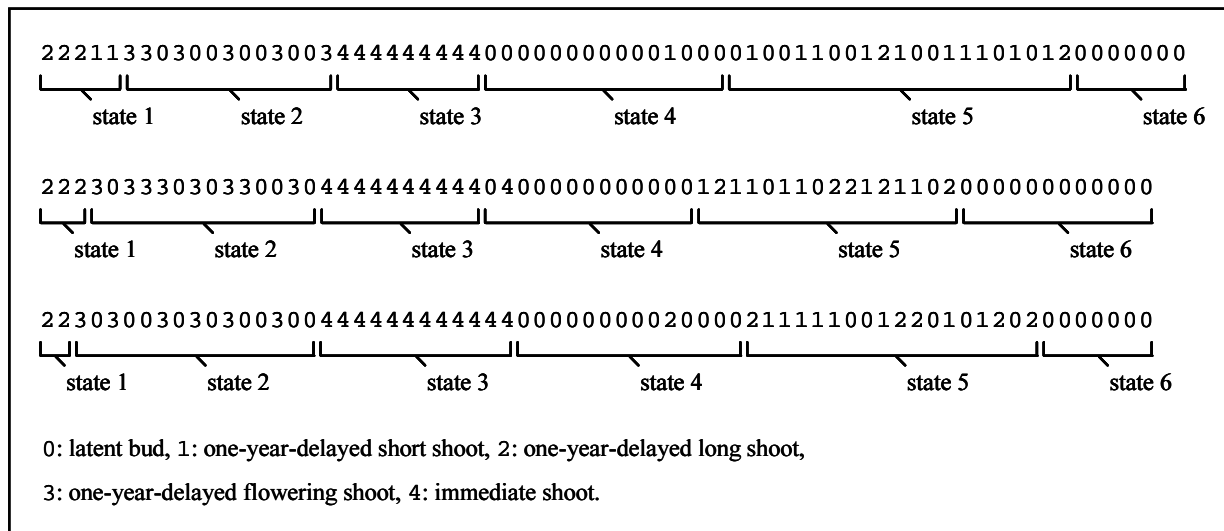 2221133030030030034444444440000000000010000100110012100111010120000000
state 1 state 2 state 3 state 4 state 5 state 6
22230333030330030444444444404000000000001211011022121102000000000000
state 1 state 2 state 3 state 4 state 5 state 6
22303003030300300444444444444000000000200002111110012201012020000000
state 1 state 2 state 3 state 4 state 5 state 6
0: latent bud, 1: one-year-delayed short shoot, 2: one-year-delayed long shoot,
3: one-year-delayed flowering shoot, 4: immediate shoot.